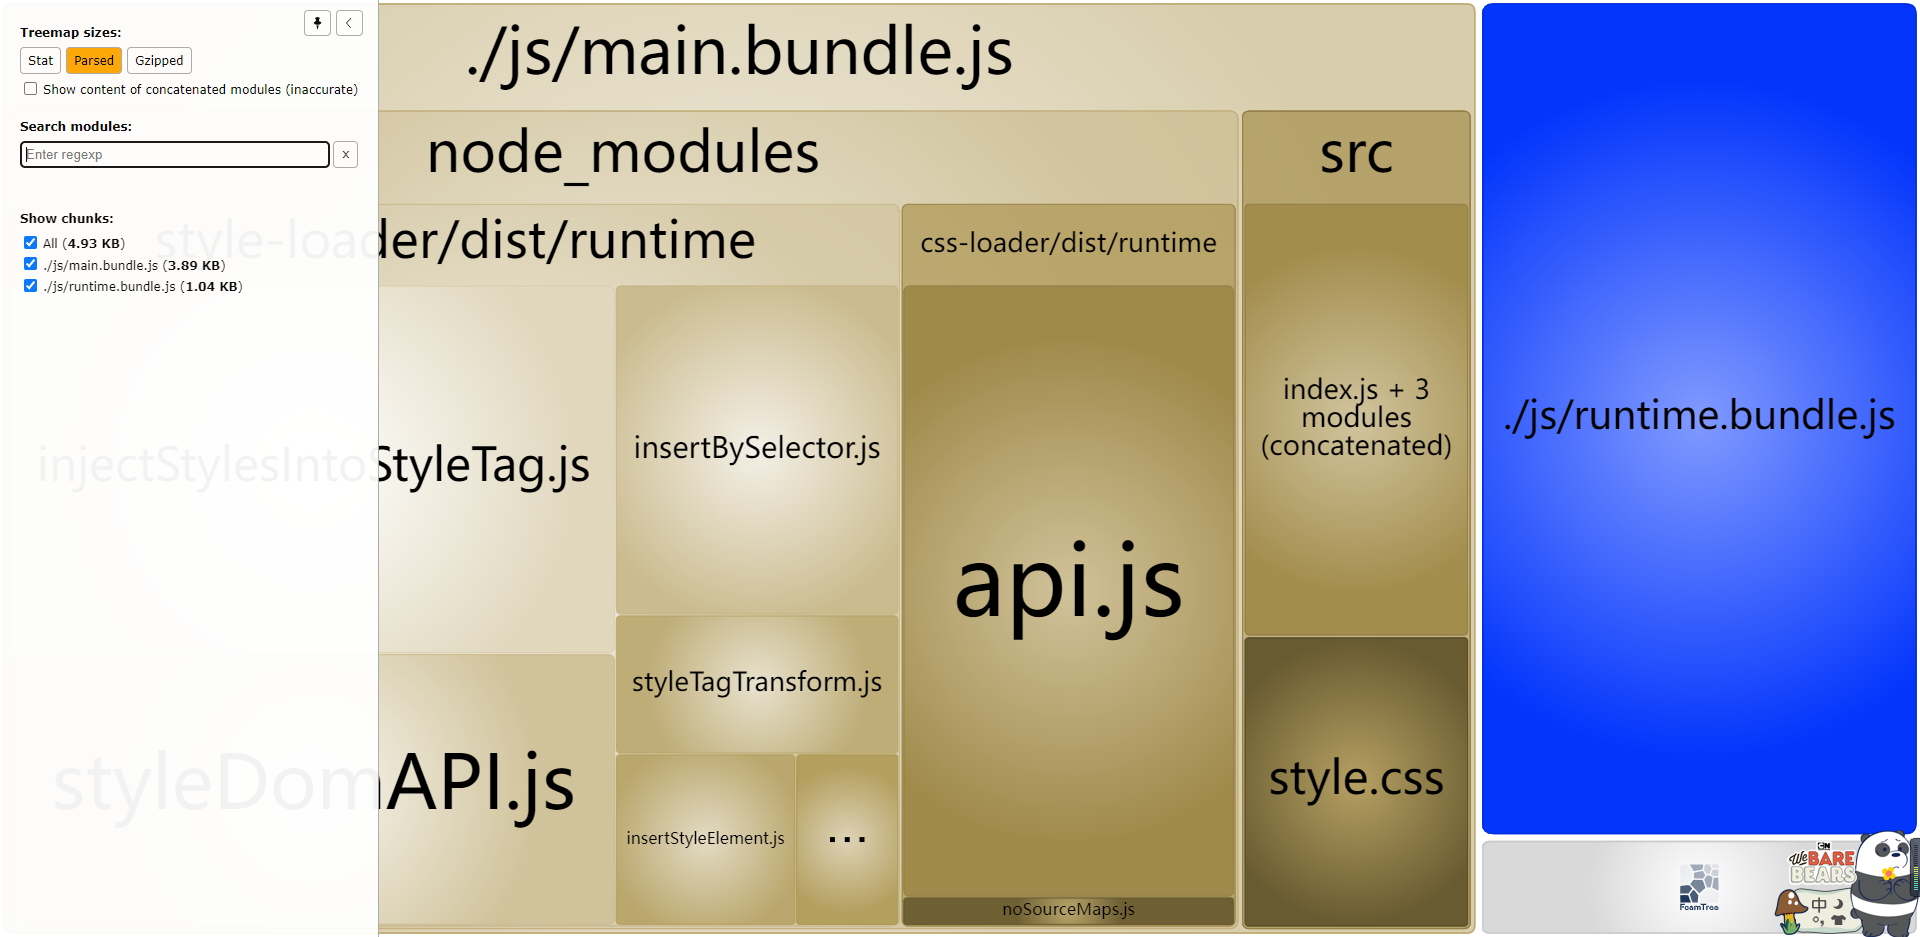 Treemap sizes:
Stat
Parsed
Gzipped
Show content of concatenated modules (inaccurate)
Search modules:
Enter regexp
x
Show chunks:
All (4.93 KB)
./js/main.bundle.js (3.89 KB)
./js/runtime.bundle.js (1.04 KB)
./js/main.bundle.js
node_modules
style-loader/dist/runtime
injectStylesIntoStyleTag.js
styleDomAPI.js
insertBySelector.js
styleTagTransform.js
insertStyleElement.js
...
css-loader/dist/runtime
api.js
noSourceMaps.js
src
index.js + 3
modules
(concatenated)
style.css
./js/runtime.bundle.js
FoamTree
CN
We BARE
BEARS
中